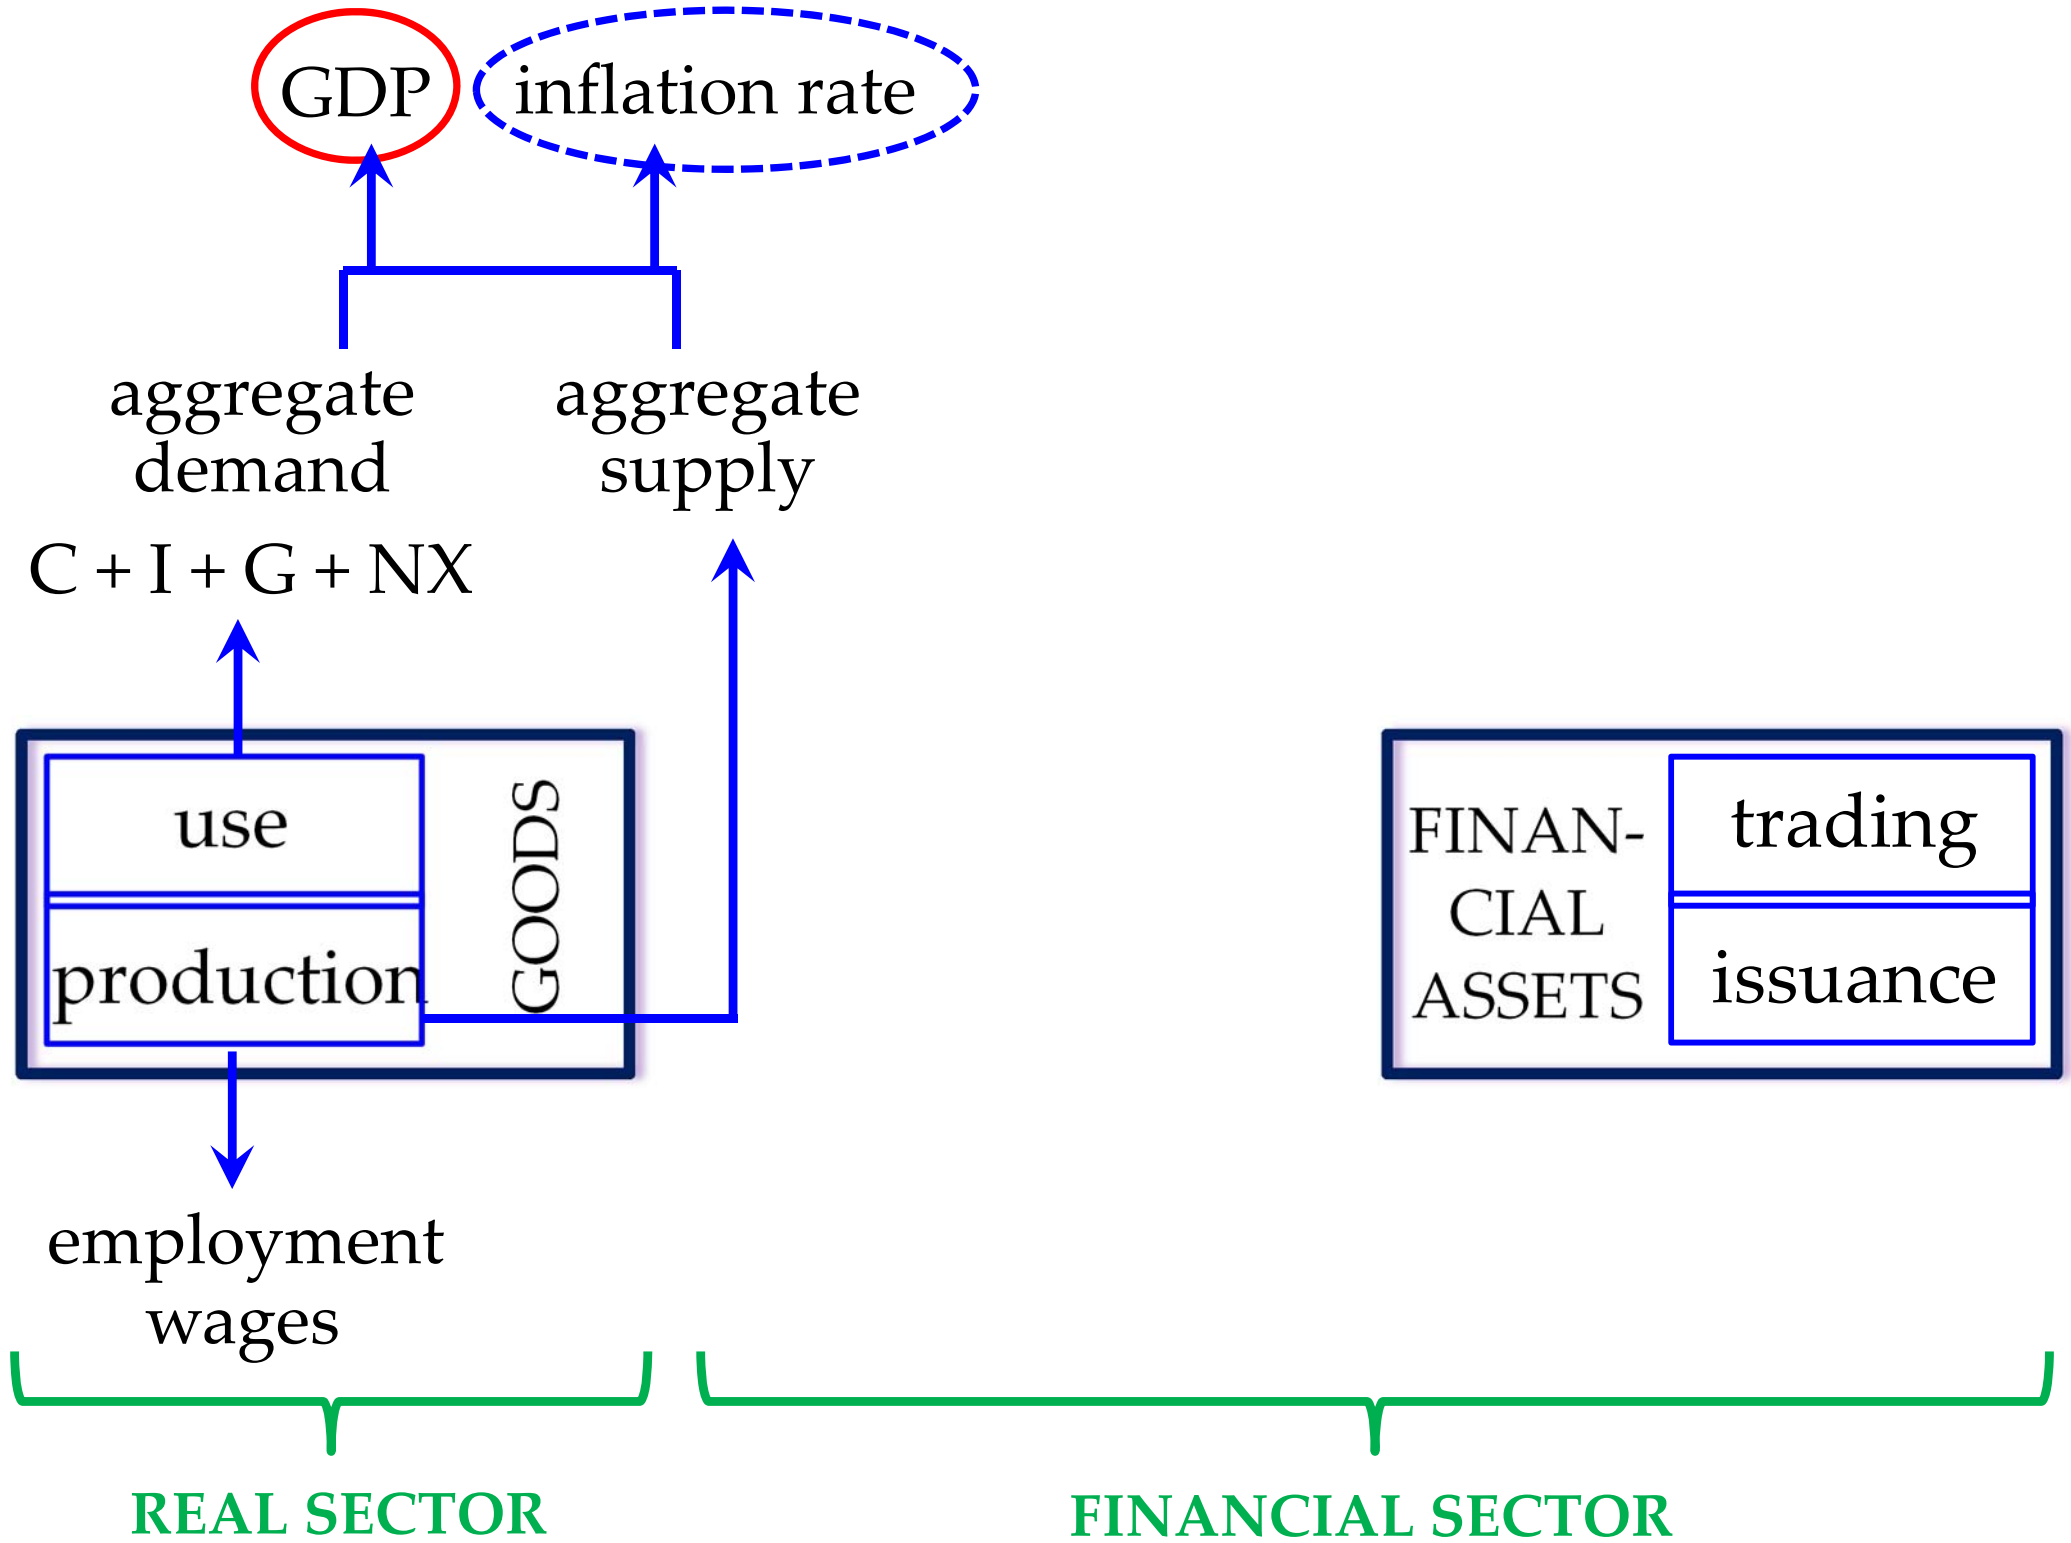 GDP
inflation rate
aggregate
demand
aggregate
supply
C + I + G + NX
use
production
GOODS
FINAN-
CIAL
ASSETS
trading
issuance
employment
wages
REAL SECTOR
FINANCIAL SECTOR